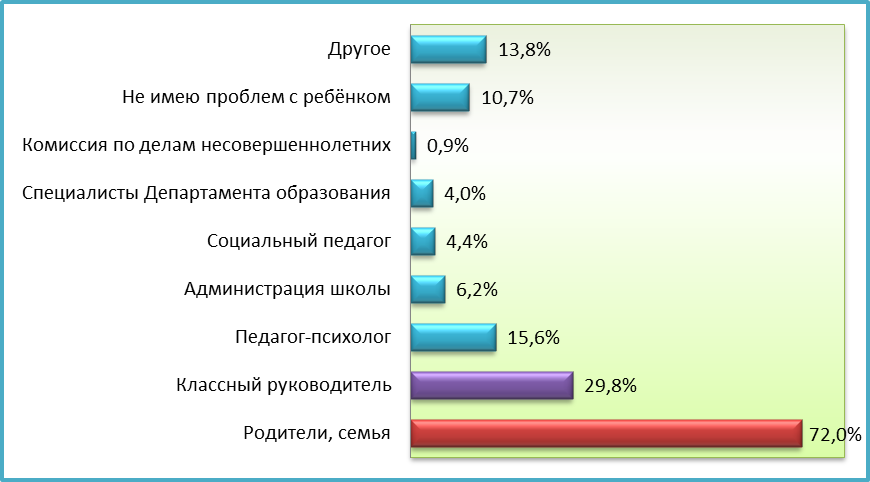 Другое 13,8%
Не имею проблем с ребёнком 10,7%
Комиссия по делам несовершеннолетних 0,9%
Специалисты Департамента образования 4,0%
Социальный педагог 4,4%
Администрация школы 6,2%
Педагог-психолог 15,6%
Классный руководитель 29,8%
Родители, семья 72,0%